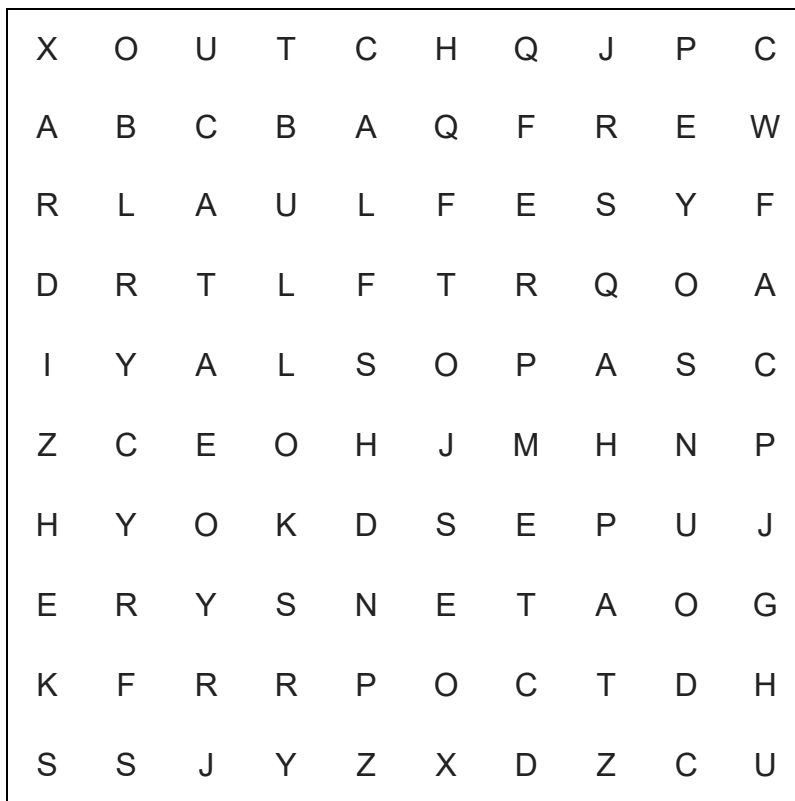 X O U T C H Q J P C
A B C B A Q F R E W
R L A U L F E S Y F
D R T L F T R Q O A
I Y A L S O P A S C
Z C E O H J M H N P
H Y O K D S E P U J
E R Y S N E T A O G
K F R R P O C T D H
S S J Y Z X D Z C U